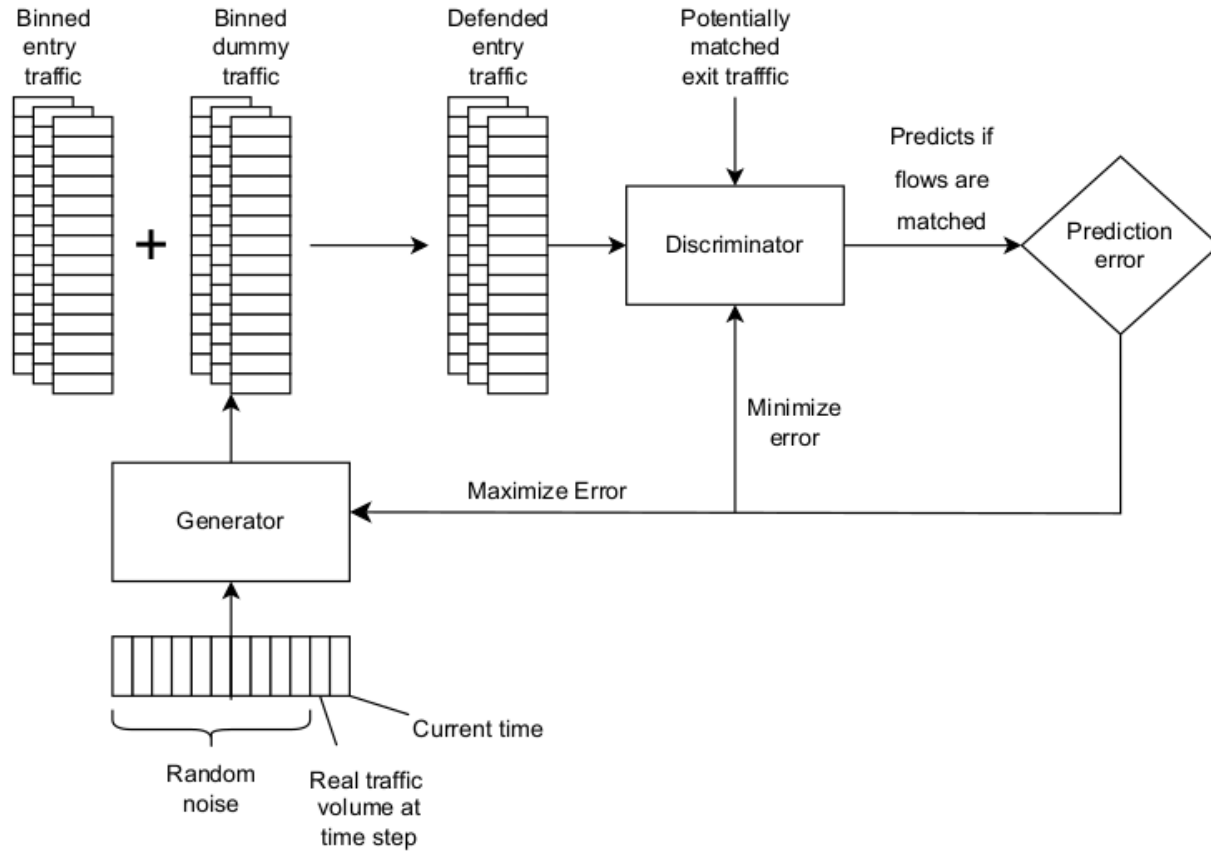 Binned
entry
traffic
Binned
dummy
traffic
Defended
entry
traffic
Potentially
matched
exit trafffic
Predicts if
flows are
matched
Discriminator
Prediction
error
Minimize
error
Maximize Error
Generator
Current time
Random
noise
Real traffic
volume at
time step